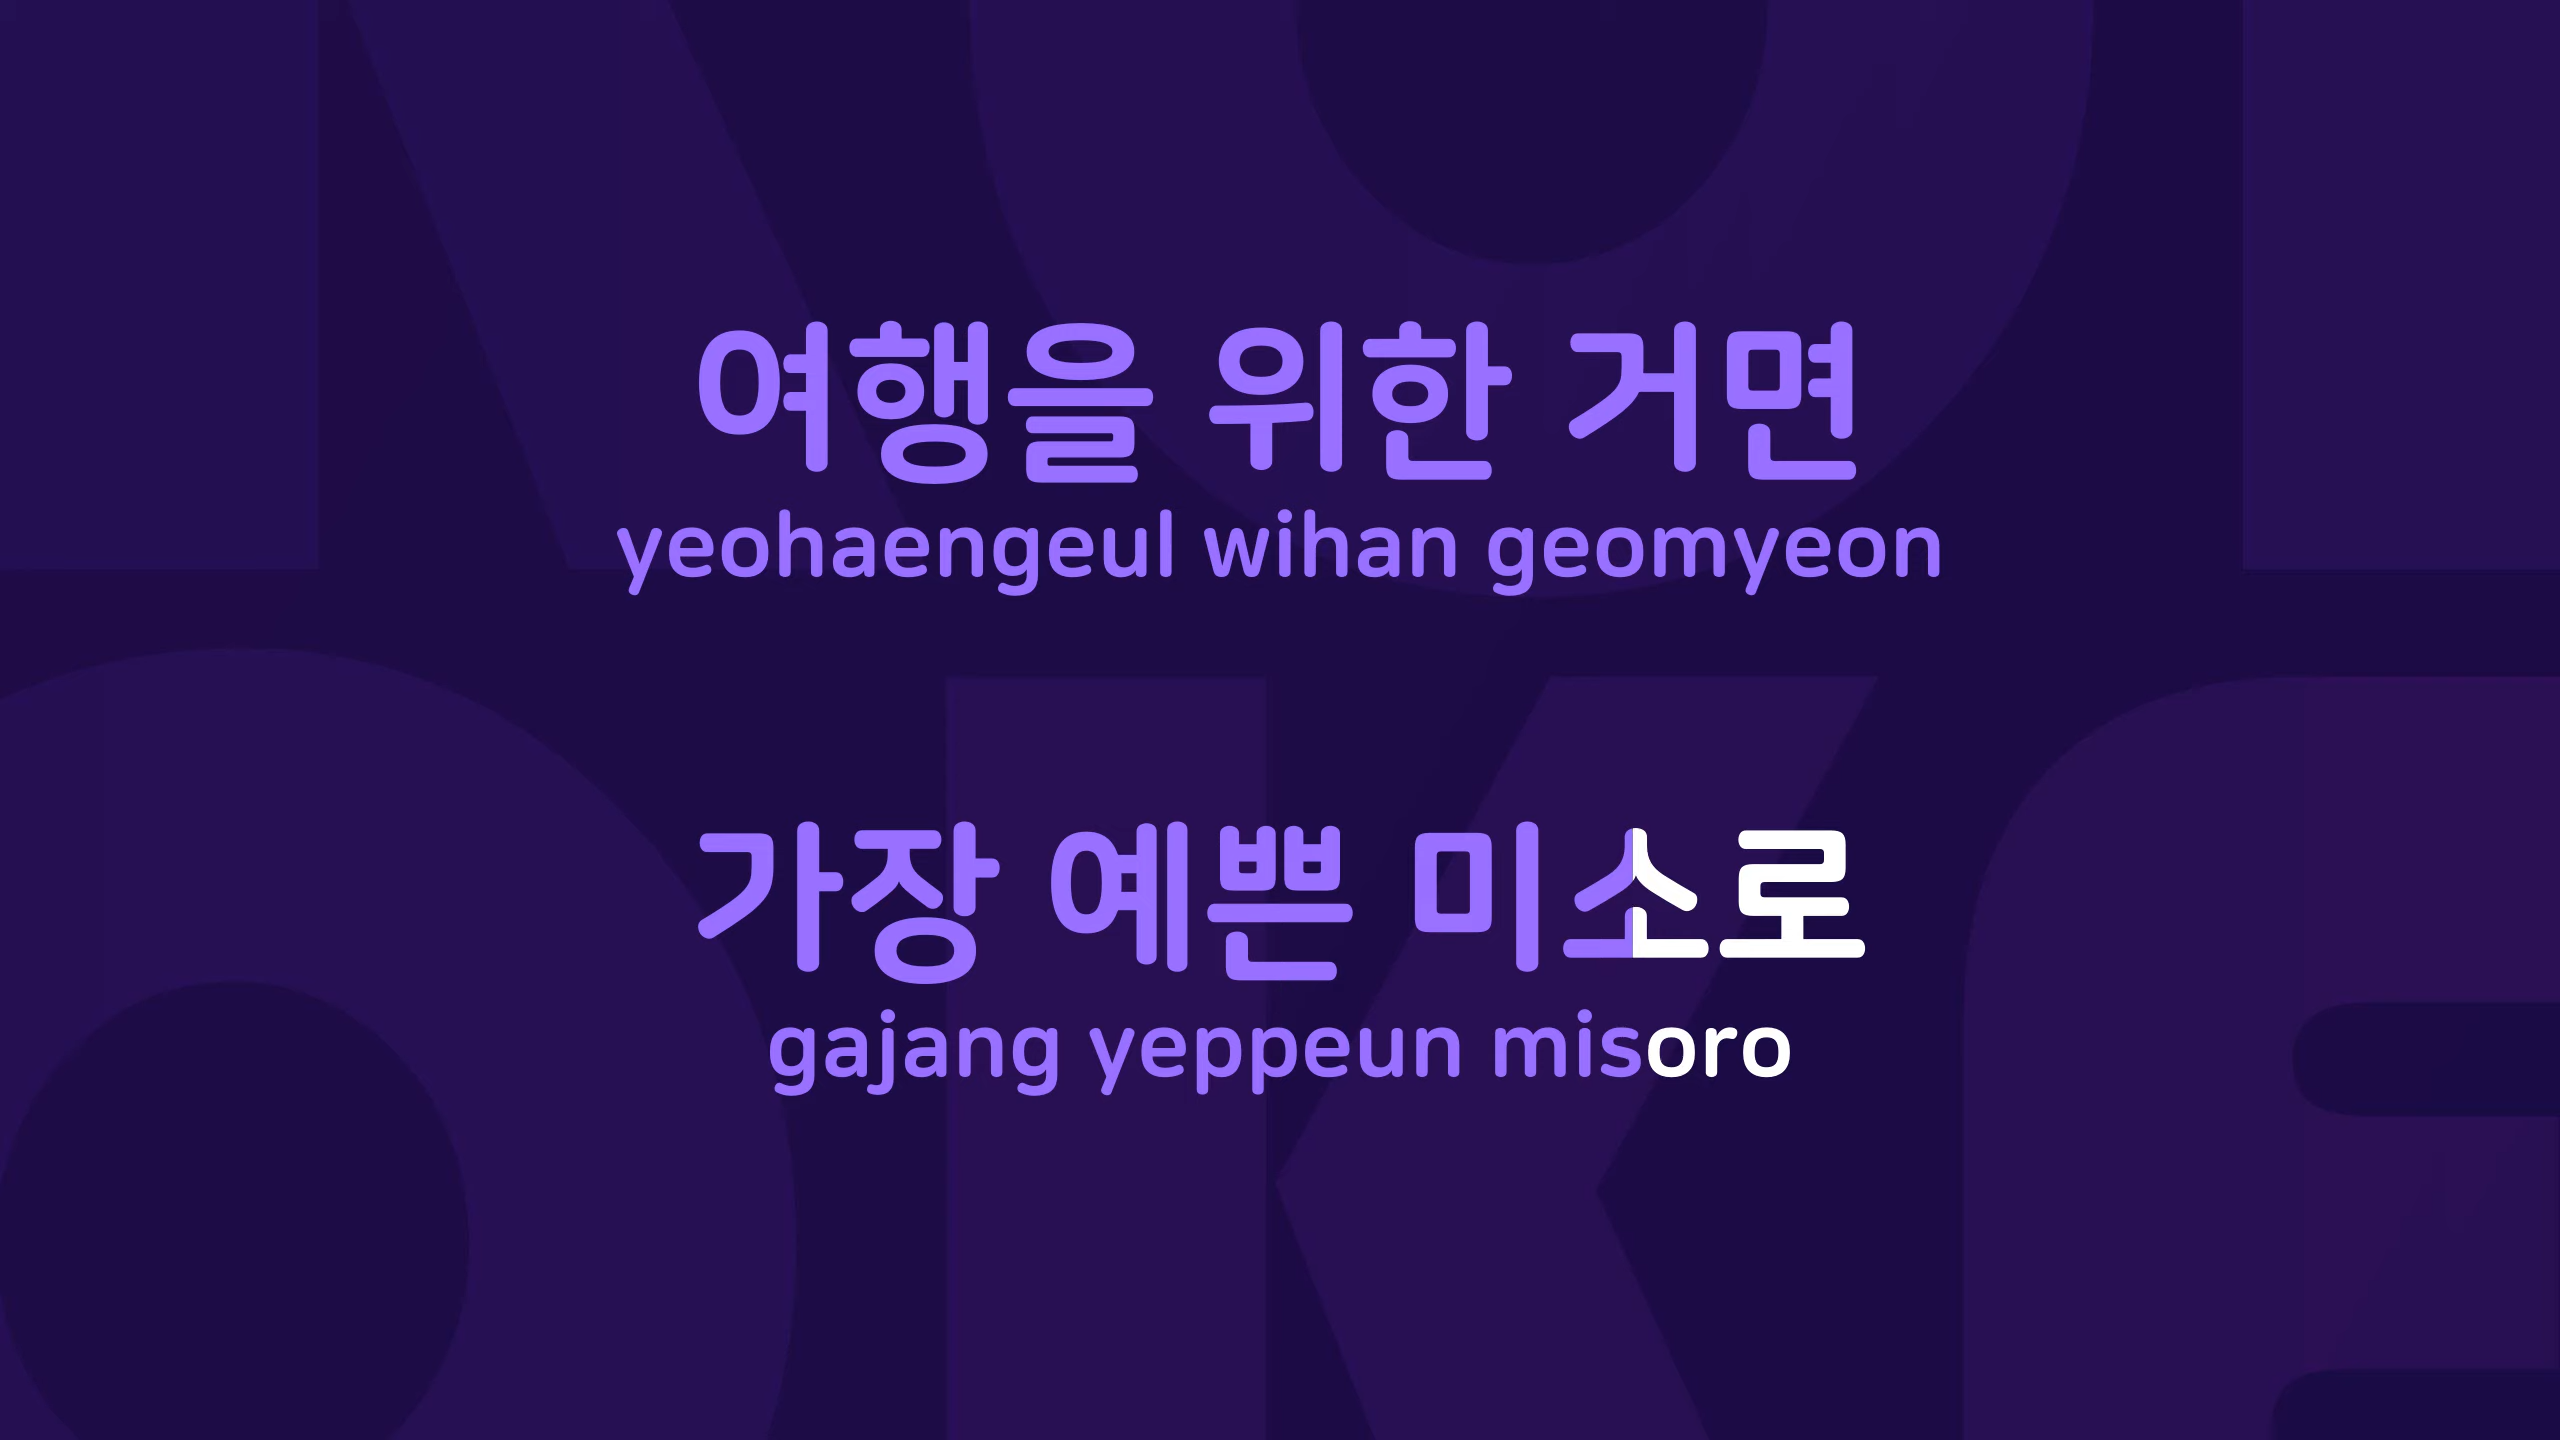 여행을 위한 거면
yeohaengeul wihan geomyeon
가장 예쁜 미소로
gajang yeppeun misoro